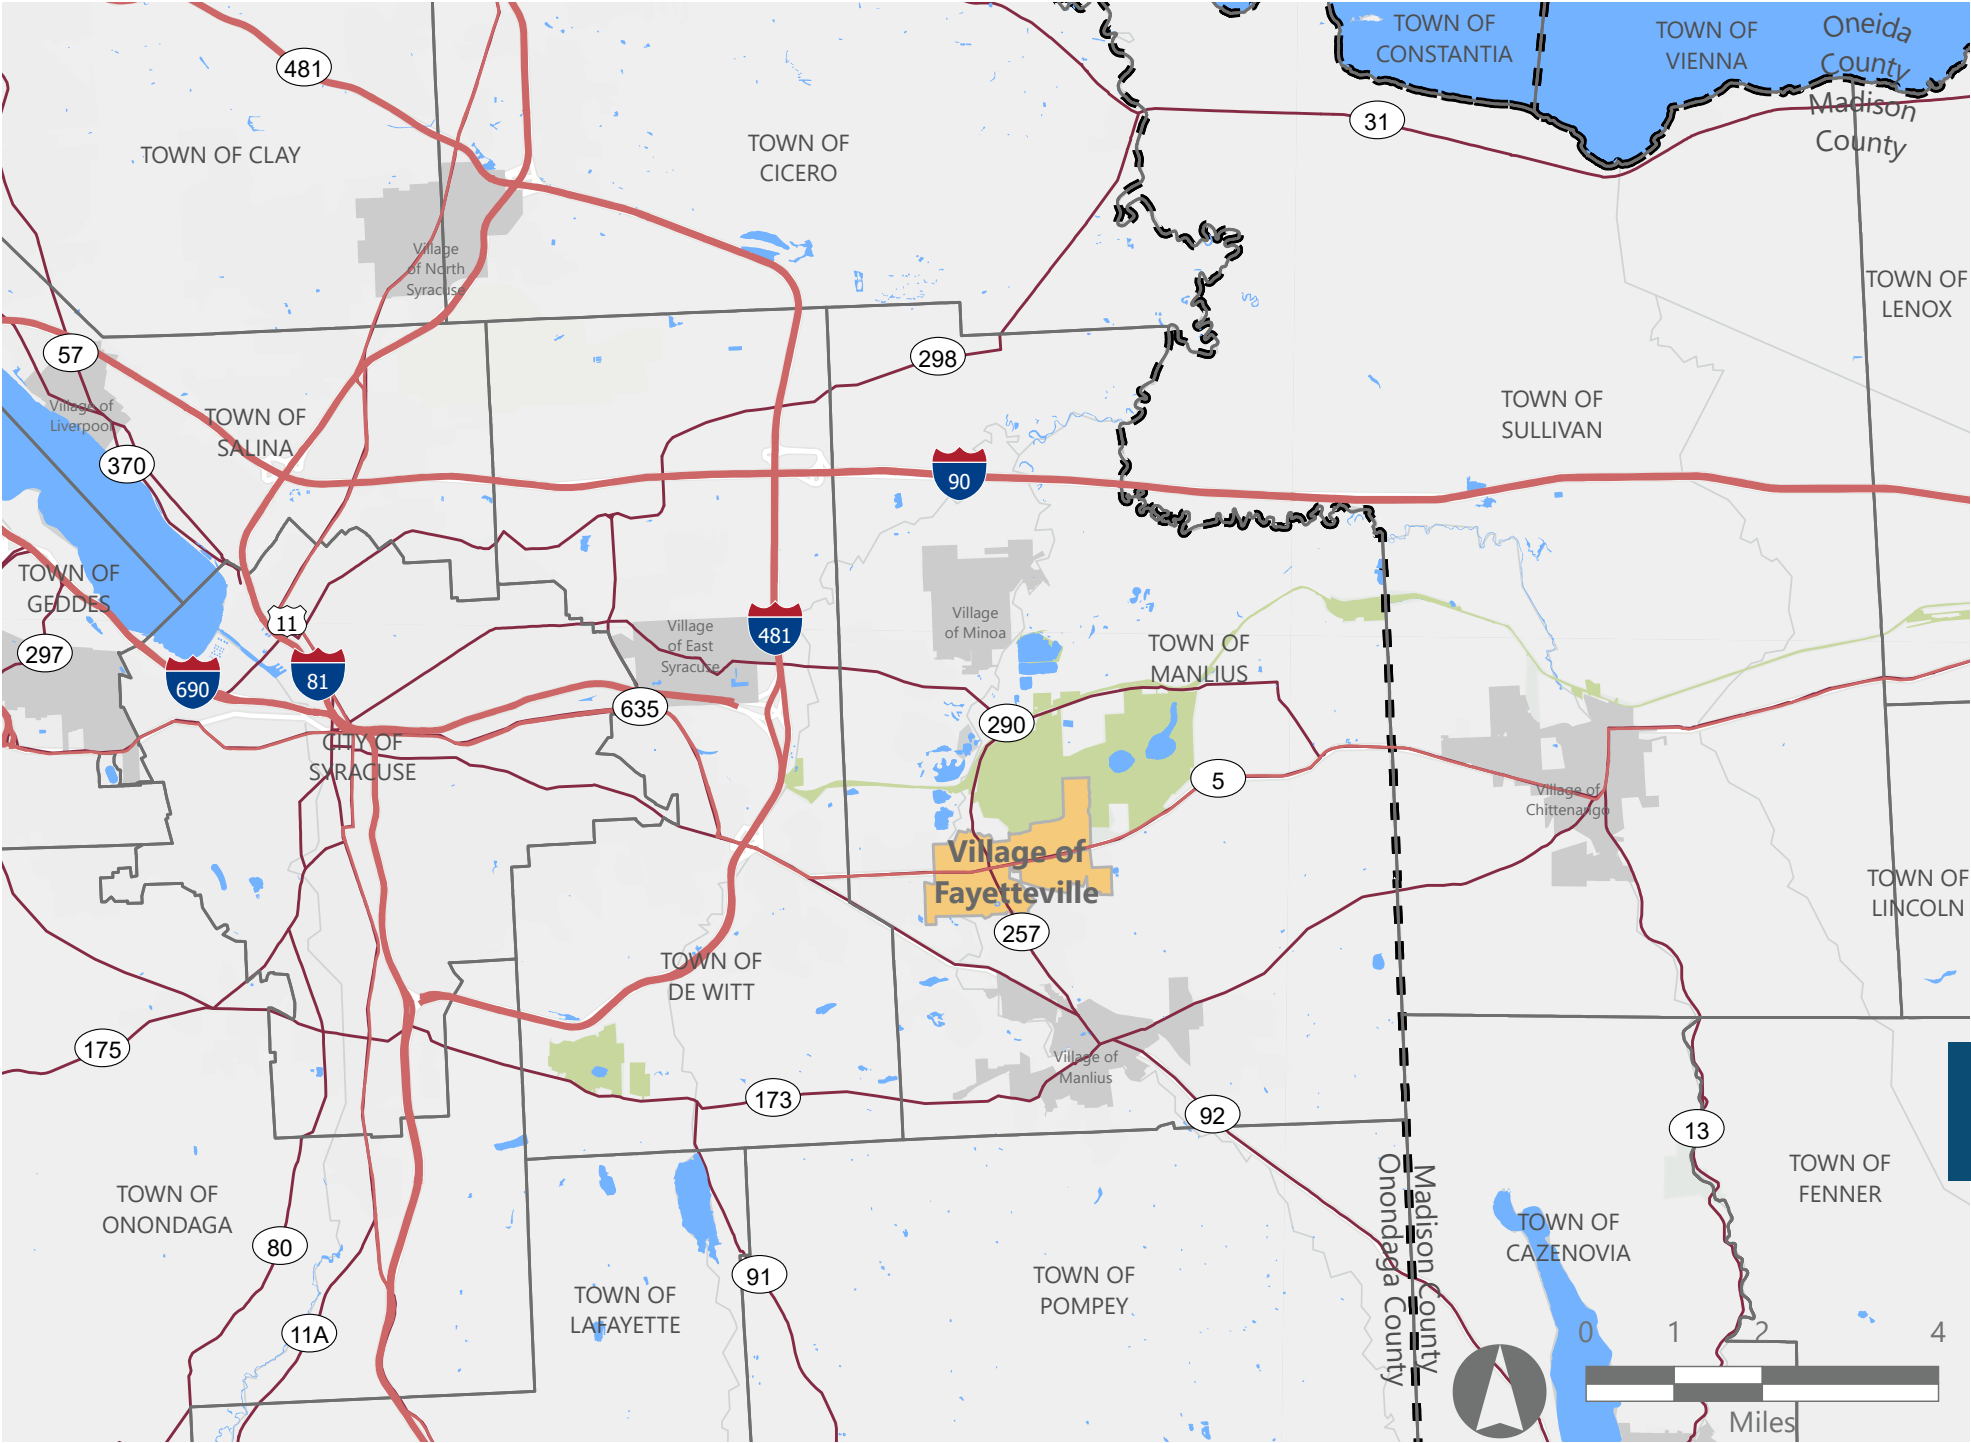 TOWN OF
CONSTANTIA
TOWN OF
VIENNA
Oneida
County
Madison
County
481
31
TOWN OF CLAY
TOWN OF
CICERO
Village
of North
Syracuse
TOWN OF
LENOX
57
298
Village of
Liverpool
TOWN OF
SALINA
TOWN OF
SULLIVAN
370
90
TOWN OF
GEDDES
11
481
Village
of East
Syracuse
Village
of Minoa
TOWN OF
MANLIUS
297
690
81
635
290
CITY OF
SYRACUSE
5
Village of
Chittenango
Village of
Fayetteville
TOWN OF
LINCOLN
257
TOWN OF
DE WITT
175
Village of
Manlius
173
92
13
TOWN OF
ONONDAGA
TOWN OF
FENNER
Madison County
Onondaga County
TOWN OF
CAZENOVIA
80
91
TOWN OF
POMPEY
TOWN OF
LAFAYETTE
11A
0 1 2 4
Miles